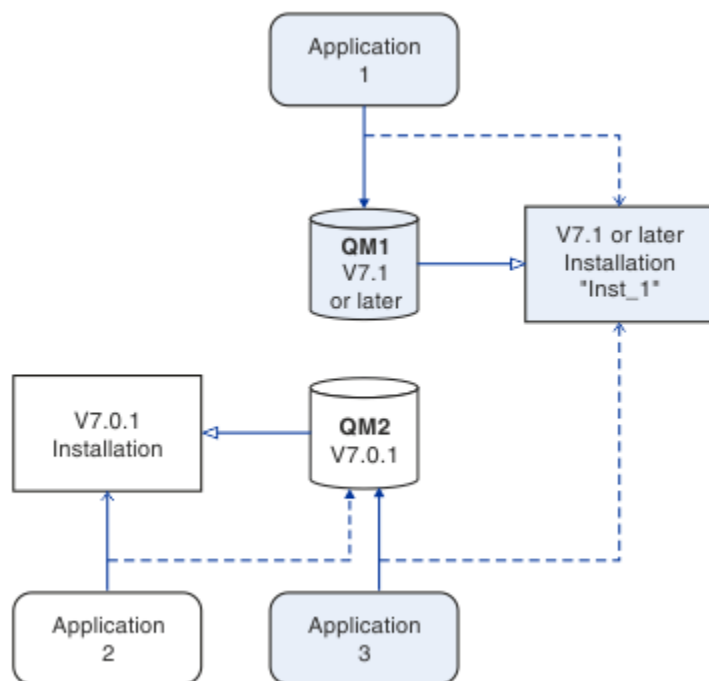 Application
1
QM1
V7.1
or later
V7.1 or later
Installation
"Inst_1"
V7.0.1
Installation
QM2
V7.0.1
Application
2
Application
3